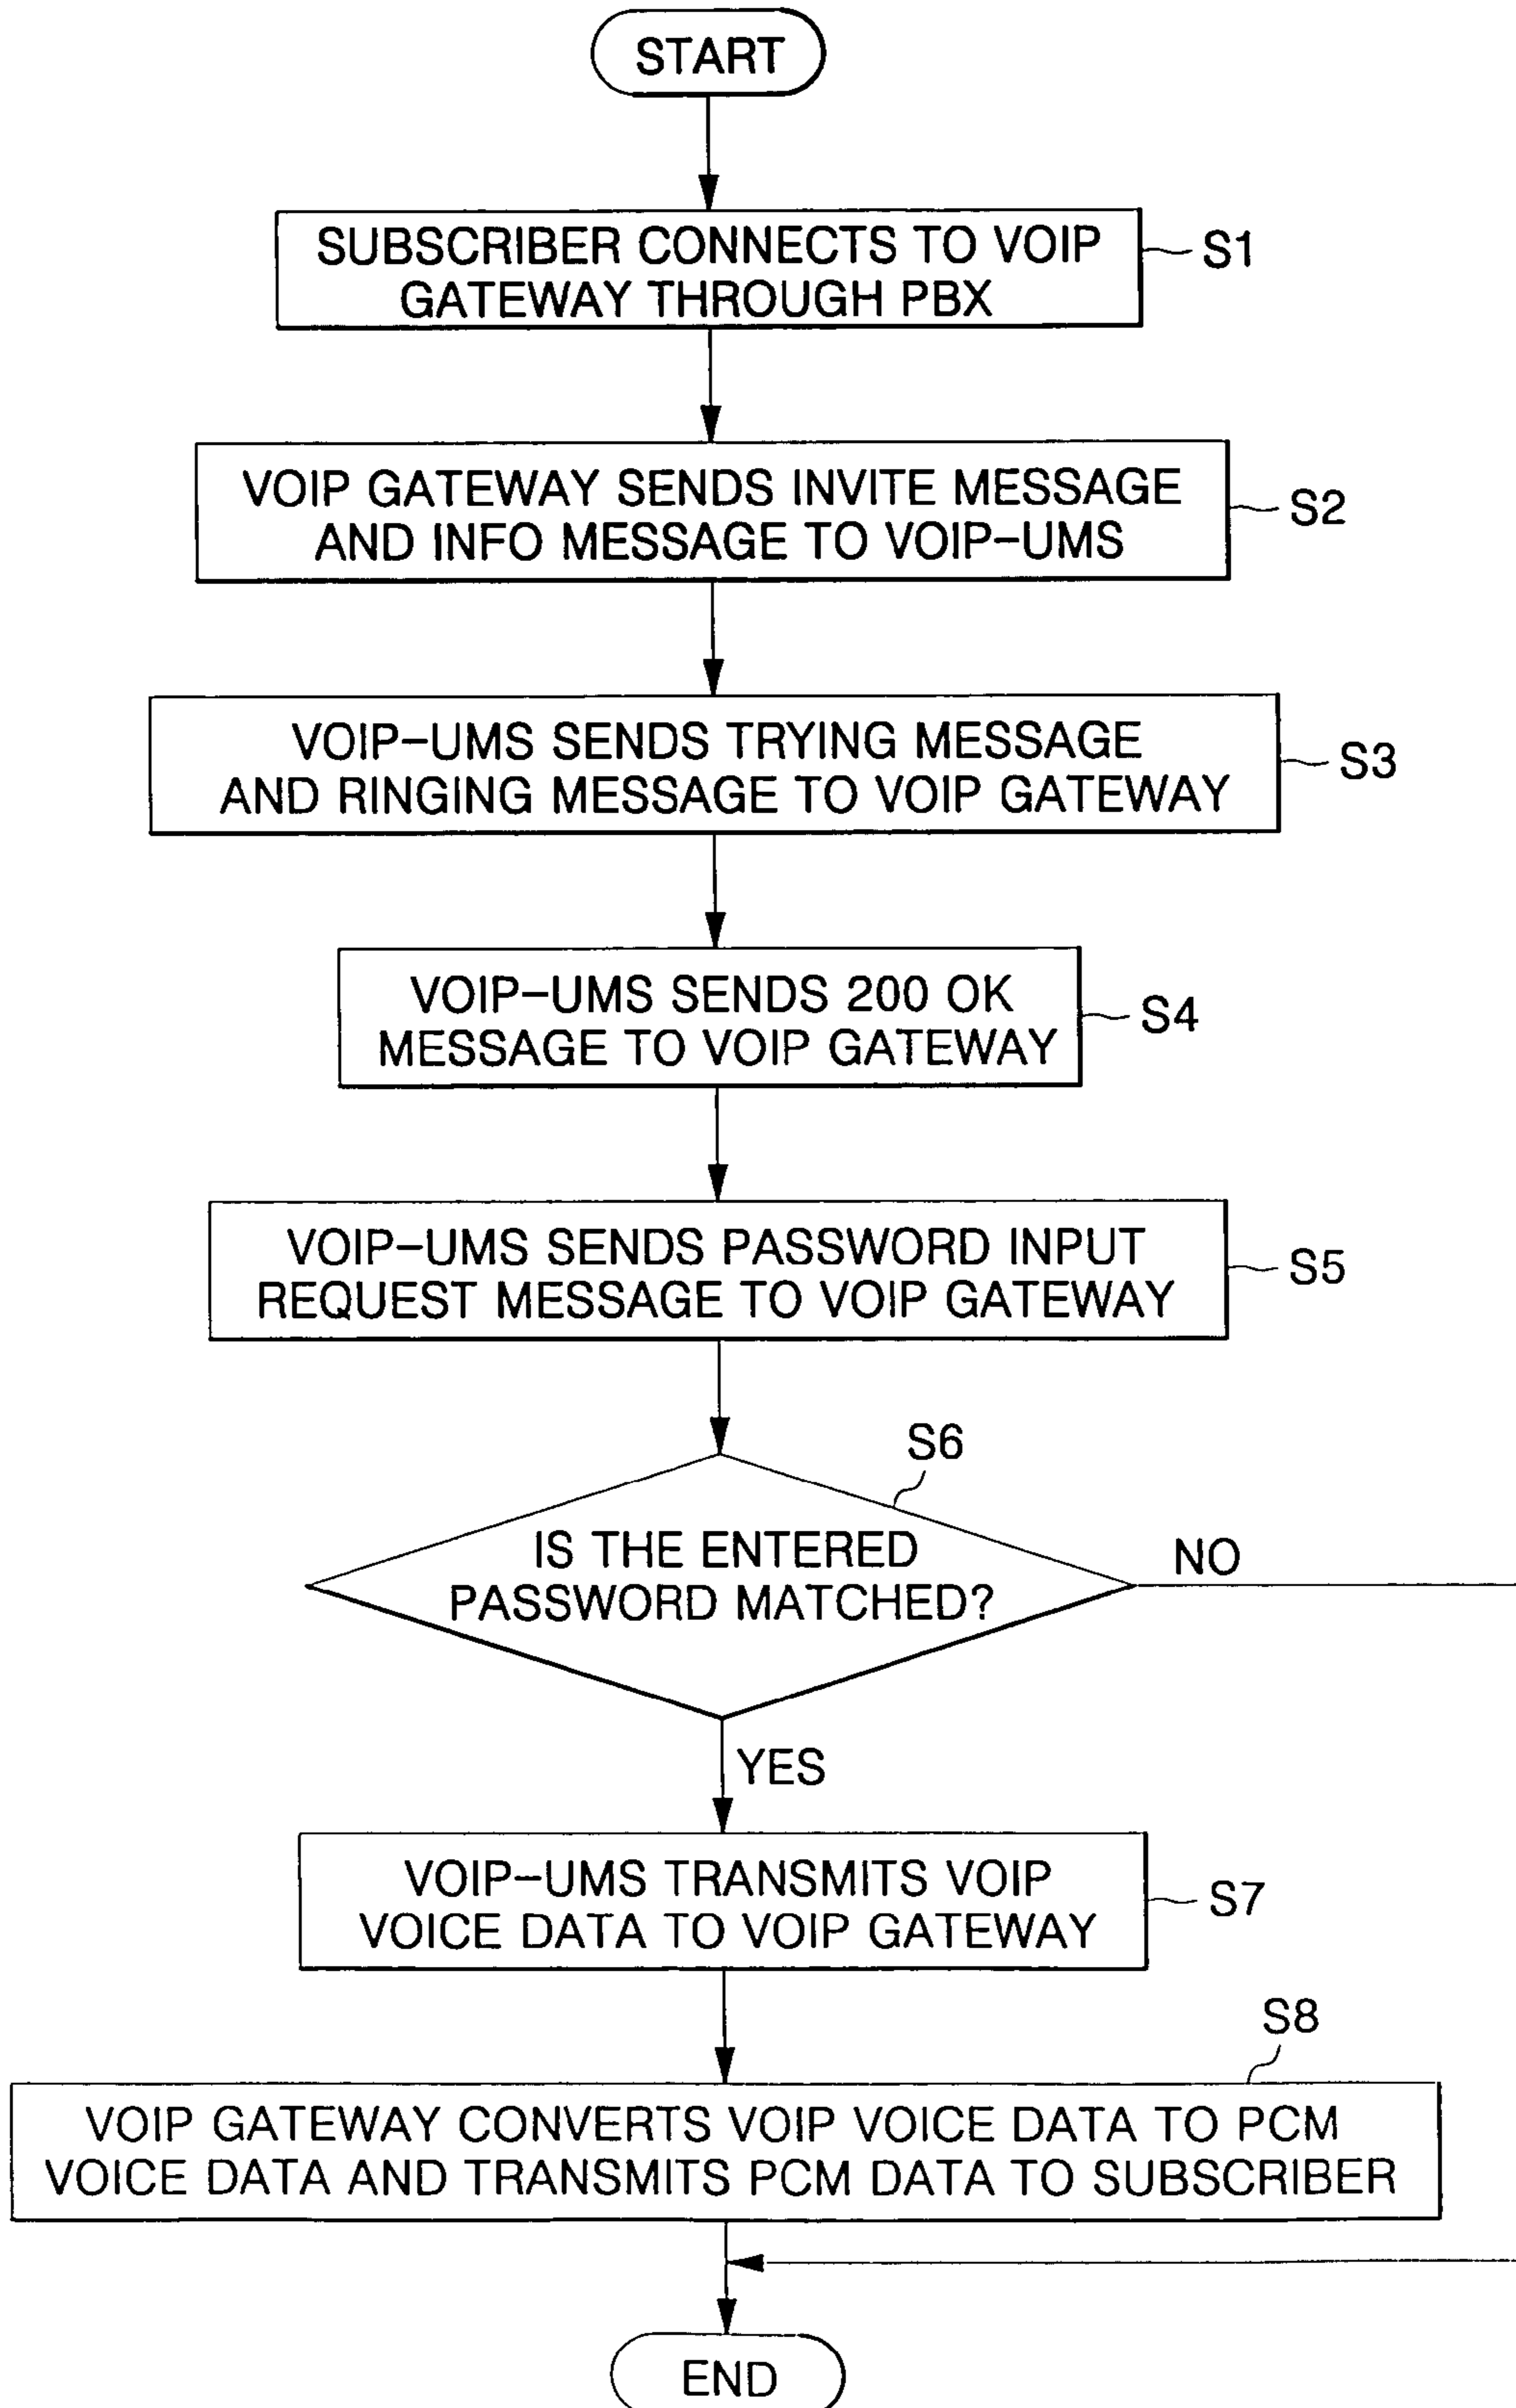 START
SUBSCRIBER CONNECTS TO VOIP
GATEWAY THROUGH PBX
S1
VOIP GATEWAY SENDS INVITE MESSAGE
AND INFO MESSAGE TO VOIP-UMS
S2
VOIP-UMS SENDS TRYING MESSAGE
AND RINGING MESSAGE TO VOIP GATEWAY
S3
VOIP-UMS SENDS 200 OK
MESSAGE TO VOIP GATEWAY
S4
VOIP-UMS SENDS PASSWORD INPUT
REQUEST MESSAGE TO VOIP GATEWAY
S5
S6
IS THE ENTERED
PASSWORD MATCHED?
NO
YES
VOIP-UMS TRANSMITS VOIP
VOICE DATA TO VOIP GATEWAY
S7
S8
VOIP GATEWAY CONVERTS VOIP VOICE DATA TO PCM
VOICE DATA AND TRANSMITS PCM DATA TO SUBSCRIBER
END